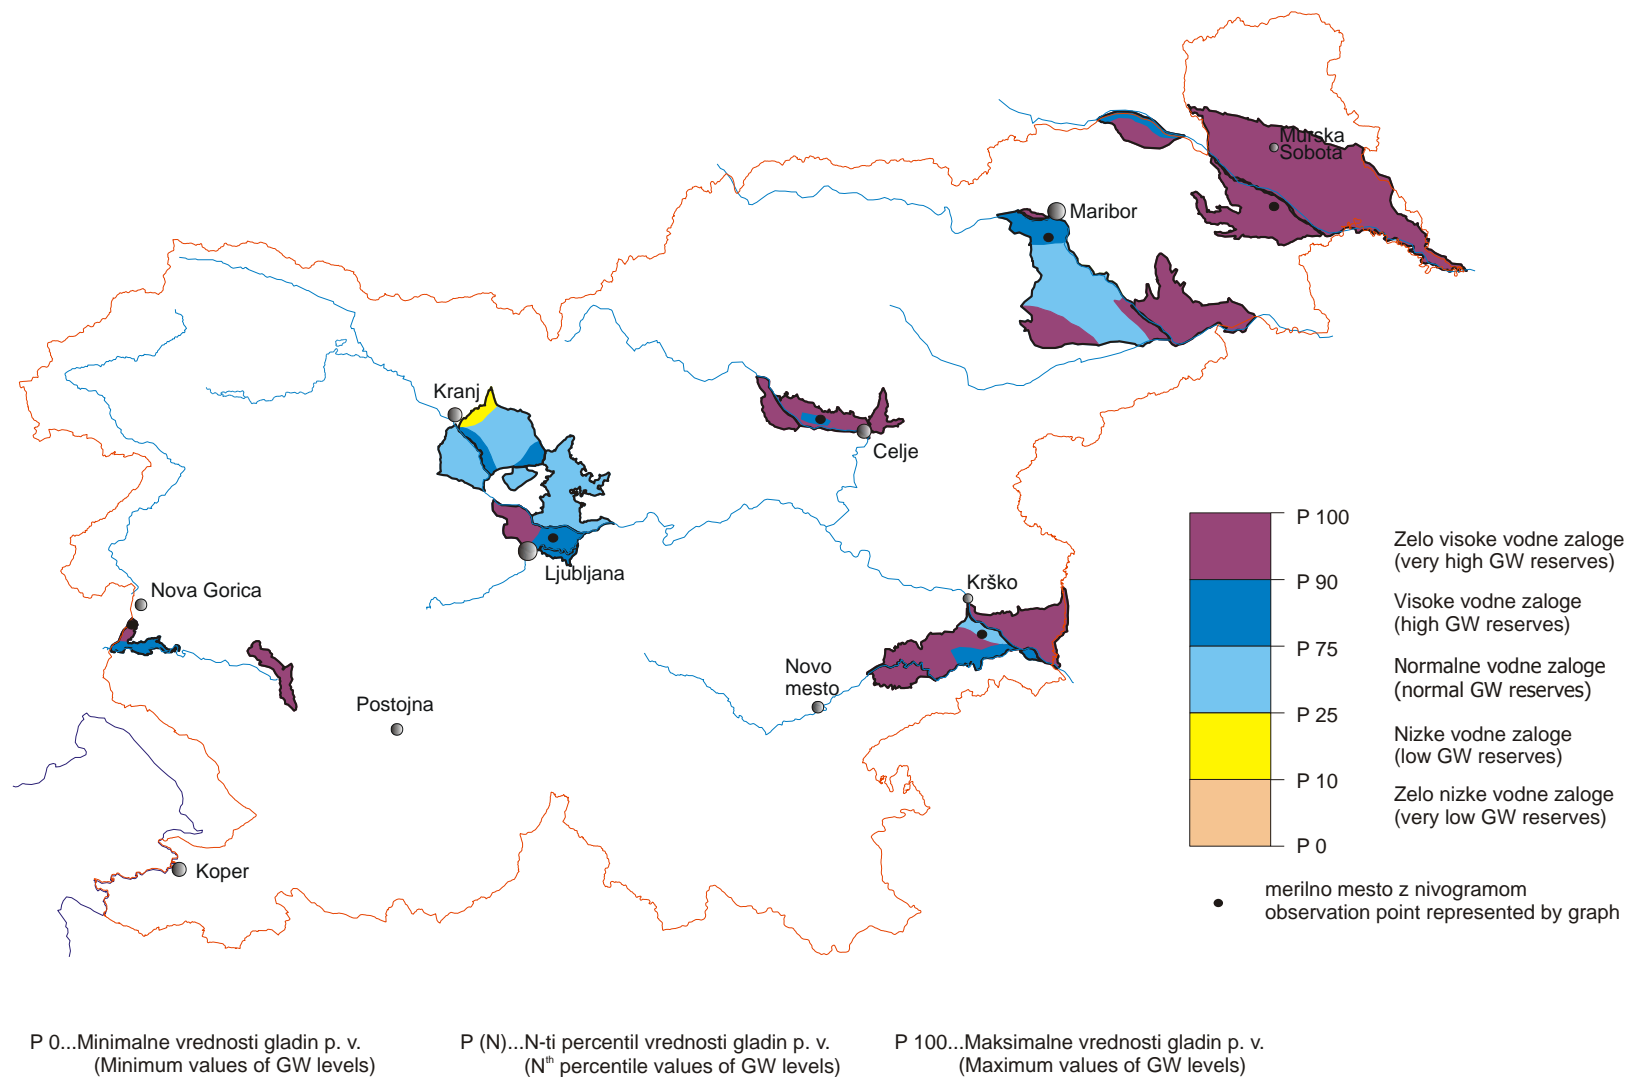 Murska
Sobota
Maribor
Kranj
Celje
Ljubljana
Nova Gorica
Krško
Novo
mesto
Postojna
Koper
P 100
Zelo visoke vodne zaloge
(very high GW reserves)
P 90
Visoke vodne zaloge
(high GW reserves)
P 75
Normalne vodne zaloge
(normal GW reserves)
P 25
Nizke vodne zaloge
(low GW reserves)
P 10
Zelo nizke vodne zaloge
(very low GW reserves)
P 0
merilno mesto z nivogramom
observation point represented by graph
P 0...Minimalne vrednosti gladin p. v.
(Minimum values of GW levels)
P (N)...N-ti percentil vrednosti gladin p. v.
(Nth percentile values of GW levels)
P 100...Maksimalne vrednosti gladin p. v.
(Maximum values of GW levels)